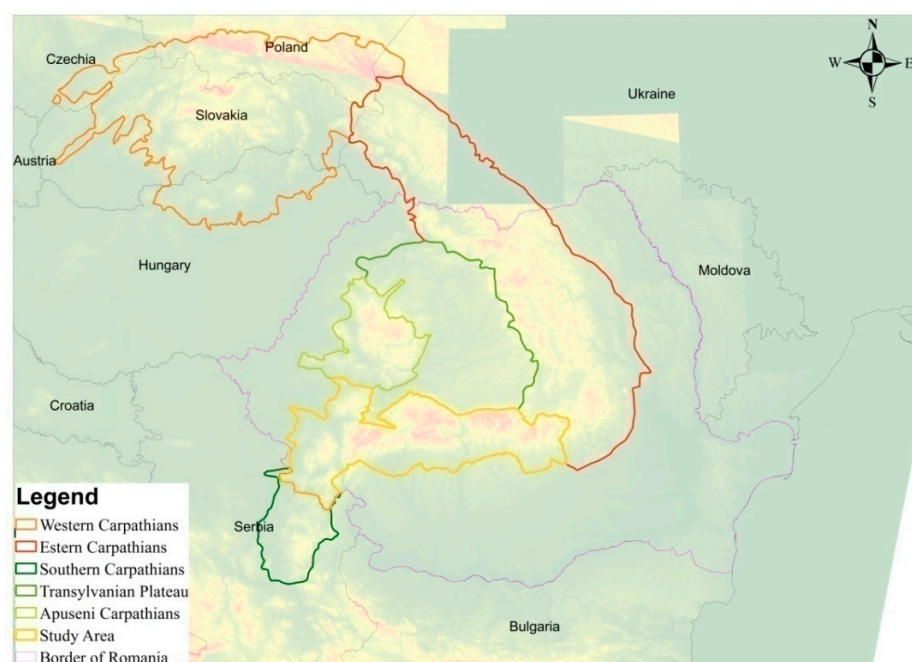 Czechia
Poland
N
W
E
S
Ukraine
Slovakia
Austria
Hungary
Moldova
Croatia
Serbia
Bulgaria
Legend
Western Carpathians
Estern Carpathians
Southern Carpathians
Transylvanian Plateau
Apuseni Carpathians
Study Area
Border of Romania